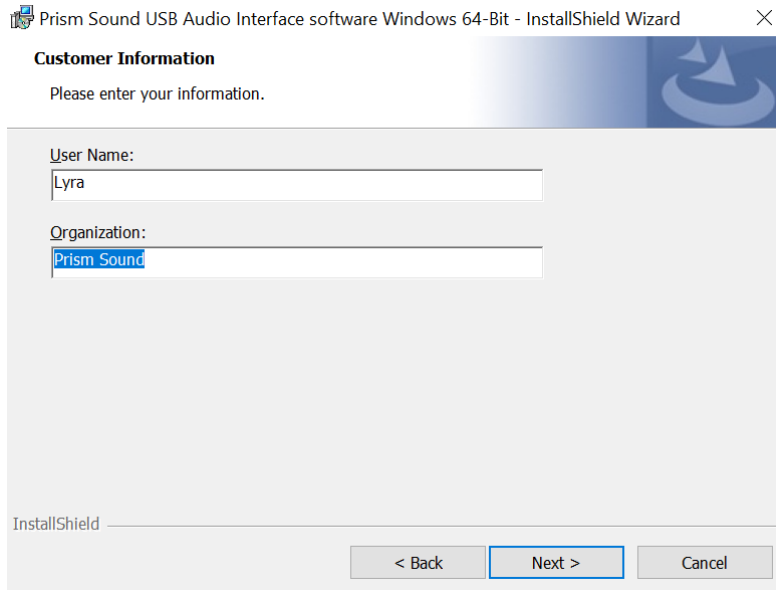 Prism Sound USB Audio Interface software Windows 64-Bit - InstallShield Wizard
Customer Information
Please enter your information.
User Name:
Lyra
Organization:
Prism Sound
InstallShield
< Back Next > Cancel